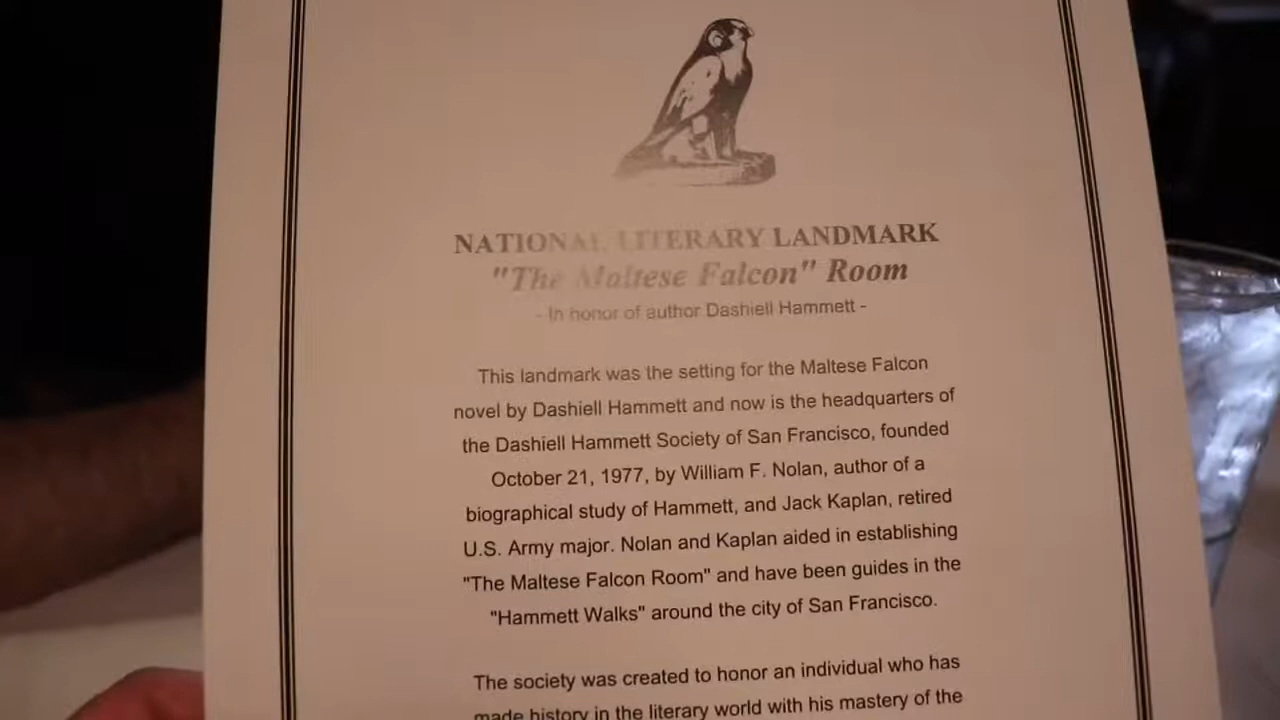 NATIONAL LITERARY LANDMARK
"The Maltese Falcon" Room
- In honor of author Dashiell Hammett -
This landmark was the setting for the Maltese Falcon
novel by Dashiell Hammett and now is the headquarters of
the Dashiell Hammett Society of San Francisco, founded
October 21, 1977, by William F. Nolan, author of a
biographical study of Hammett, and Jack Kaplan, retired
U.S. Army major. Nolan and Kaplan aided in establishing
"The Maltese Falcon Room" and have been guides in the
"Hammett Walks" around the city of San Francisco.
The society was created to honor an individual who has
made history in the literary world with his mastery of the